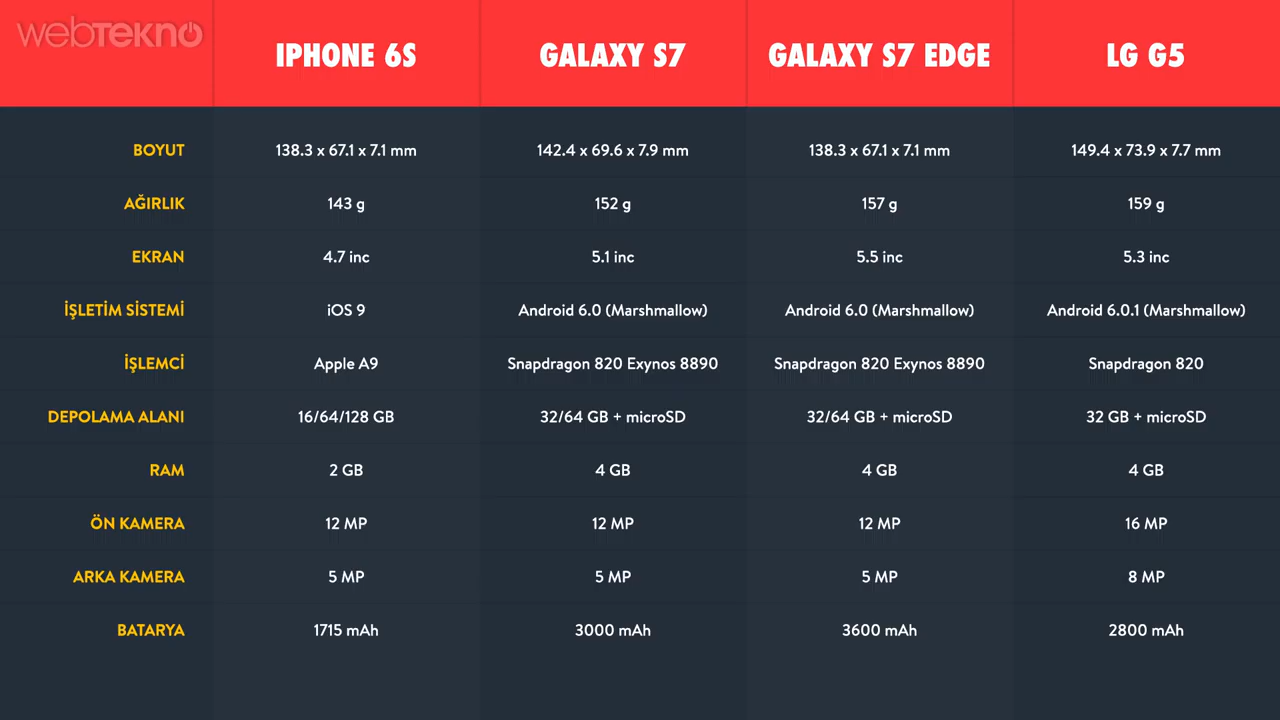 webTEKNO
IPHONE 6S GALAXY S7 GALAXY S7 EDGE LG G5
BOYUT 138.3 x 67.1 x 7.1 mm 142.4 x 69.6 x 7.9 mm 138.3 x 67.1 x 7.1 mm 149.4 x 73.9 x 7.7 mm
AĞIRLIK 143 g 152 g 157 g 159 g
EKRAN 4.7 inc 5.1 inc 5.5 inc 5.3 inc
İŞLETİM SİSTEMİ iOS 9 Android 6.0 (Marshmallow) Android 6.0 (Marshmallow) Android 6.0.1 (Marshmallow)
İŞLEMCİ Apple A9 Snapdragon 820 Exynos 8890 Snapdragon 820 Exynos 8890 Snapdragon 820
DEPOLAMA ALANI 16/64/128 GB 32/64 GB + microSD 32/64 GB + microSD 32 GB + microSD
RAM 2 GB 4 GB 4 GB 4 GB
ÖN KAMERA 12 MP 12 MP 12 MP 16 MP
ARKA KAMERA 5 MP 5 MP 5 MP 8 MP
BATARYA 1715 mAh 3000 mAh 3600 mAh 2800 mAh